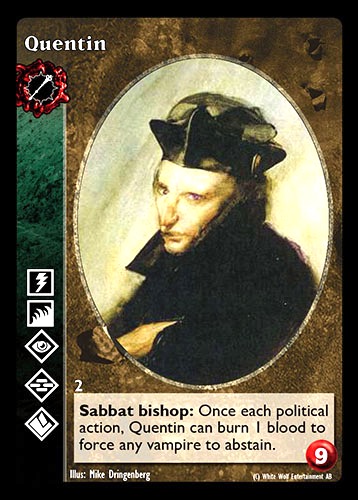 Quentin
2
Sabbat bishop: Once each political
action, Quentin can burn 1 blood to
force any vampire to abstain.
9
Illus: Mike Dringenberg
(C) White Wolf Entertainment AB